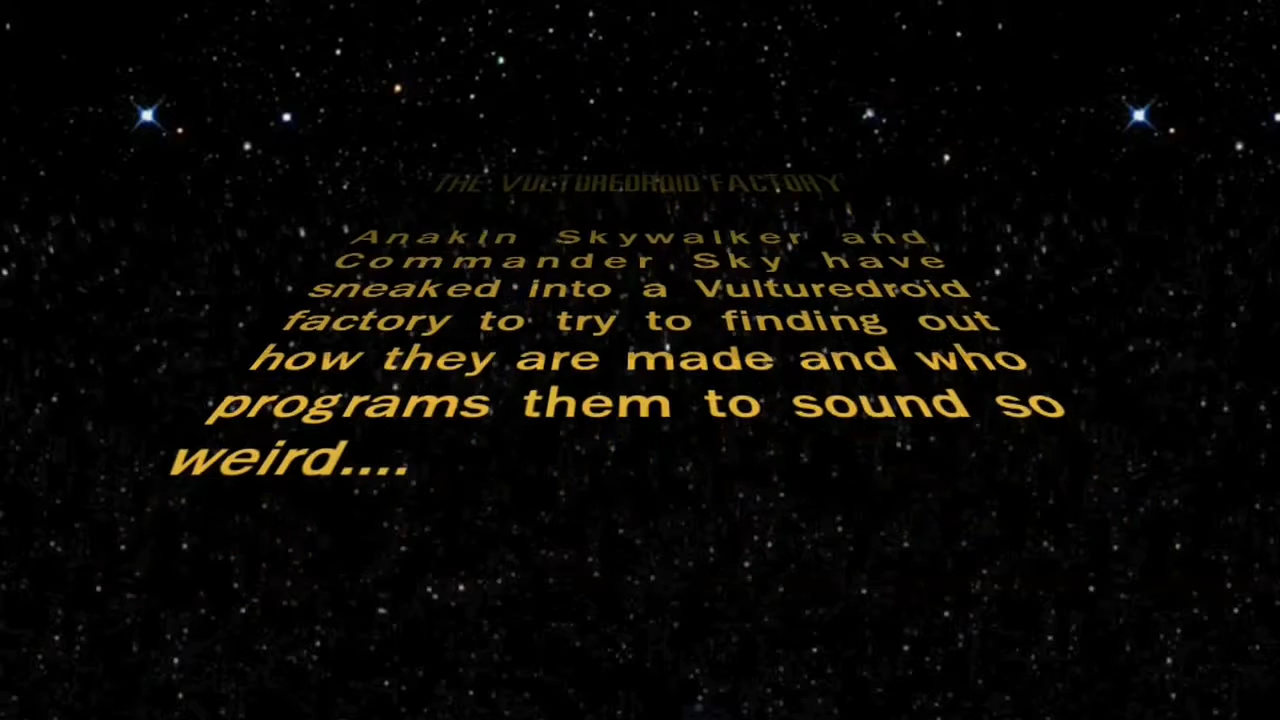 THE VULTUREDROID FACTORY
Anakin Skywalker and
Commander Sky have
sneaked into a Vulturedroid
factory to try to finding out
how they are made and who
programs them to sound so
weird....